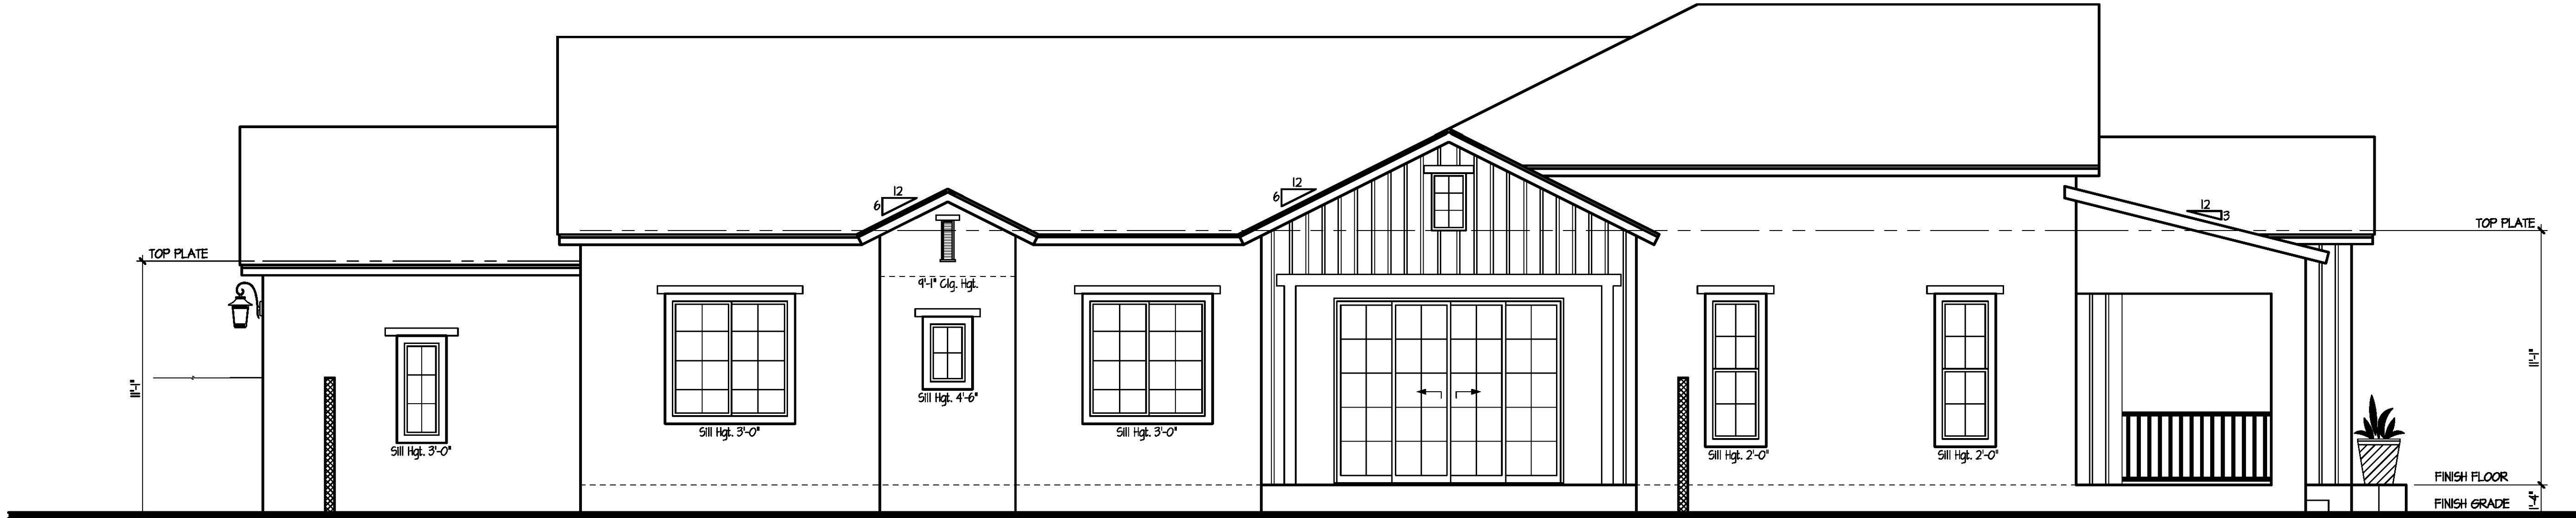 12
6
12
6
12
3
TOP PLATE
TOP PLATE
9'-1" Clg. Hgt.
11'-1"
11'-1"
Sill Hgt. 4'-6"
Sill Hgt. 3'-0"
Sill Hgt. 3'-0"
Sill Hgt. 3'-0"
Sill Hgt. 2'-0"
Sill Hgt. 2'-0"
FINISH FLOOR
FINISH GRADE
1'-4"